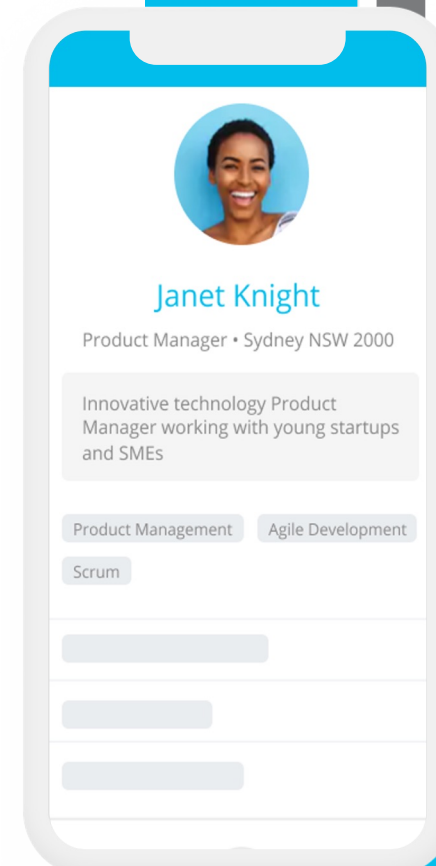 Janet Knight
Product Manager • Sydney NSW 2000
Innovative technology Product
Manager working with young startups
and SMEs
Product Management Agile Development
Scrum